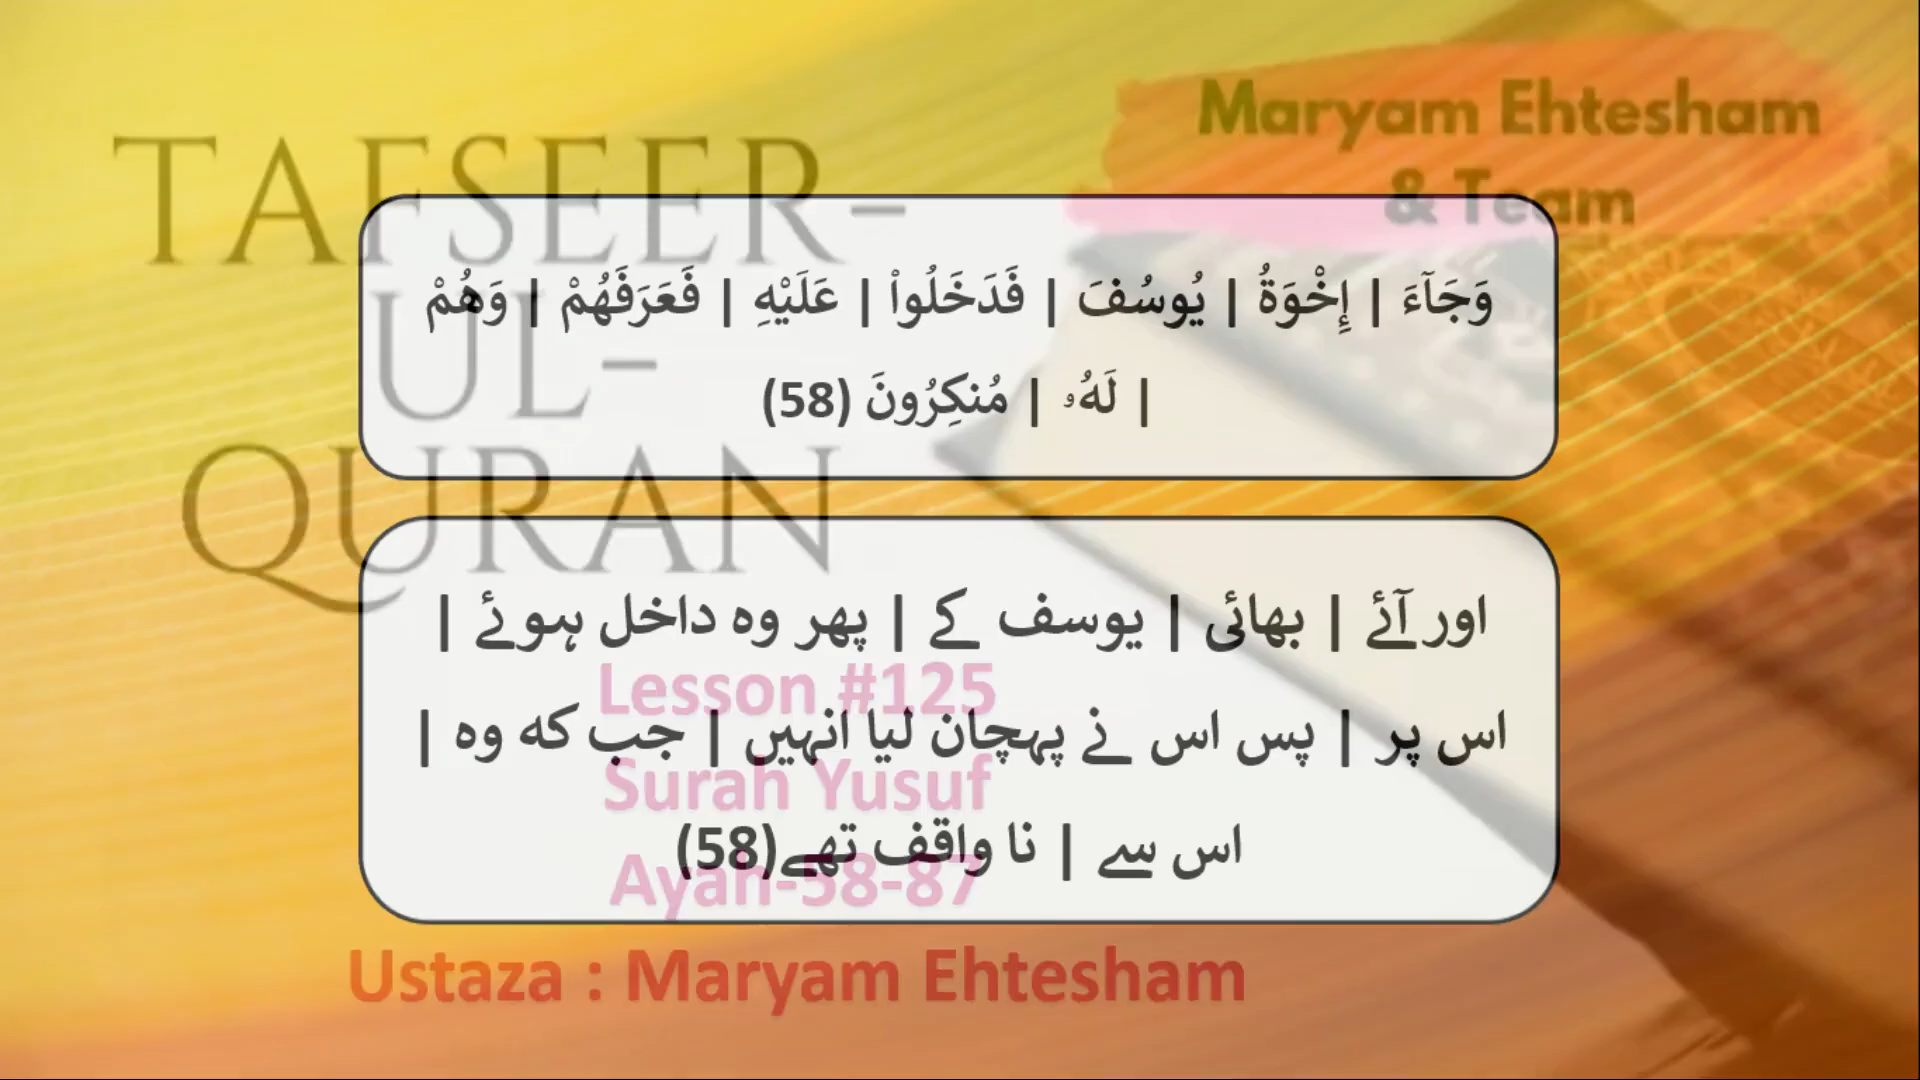 TAFSEER-
UL-
QURAN
Maryam Ehtesham
& Team
وَجَآءَ | إِخْوَةُ | يُوسُفَ | فَدَخَلُوا۟ | عَلَيْهِ | فَعَرَفَهُمْ | وَهُمْ
| لَهُۥ | مُنكِرُونَ (58)
اور آئے | بھائی | یوسف کے | پھر وہ داخل ہوئے |
اس پر | پس اس نے پہچان لیا انہیں | جب کہ وہ |
اس سے | نا واقف تھے(58)
Lesson #125
Surah Yusuf
Ayah-58-87
Ustaza : Maryam Ehtesham